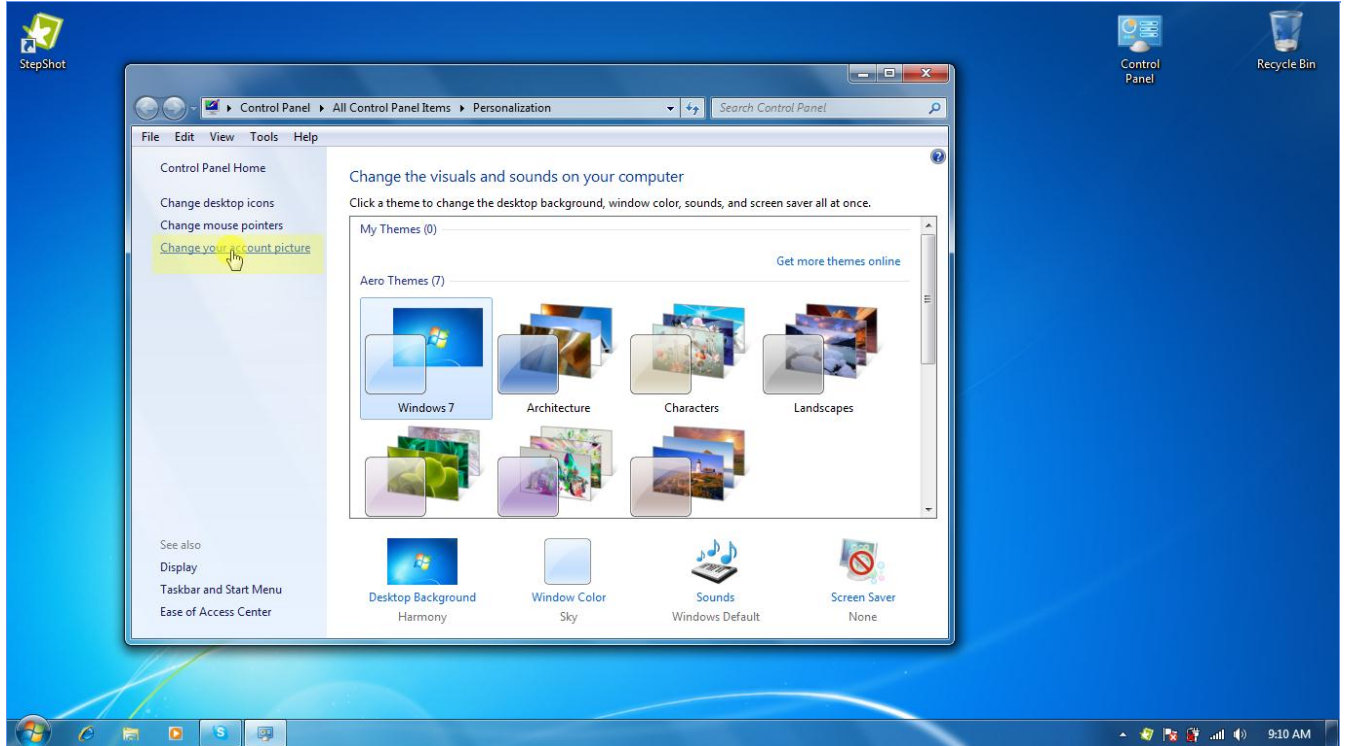 StepShot
Control Panel
Recycle Bin
Control Panel ▸ All Control Panel Items ▸ Personalization
Search Control Panel
File Edit View Tools Help
Control Panel Home
Change desktop icons
Change mouse pointers
Change your account picture
See also
Display
Taskbar and Start Menu
Ease of Access Center
Change the visuals and sounds on your computer
Click a theme to change the desktop background, window color, sounds, and screen saver all at once.
My Themes (0)
Get more themes online
Aero Themes (7)
Windows 7 Architecture Characters Landscapes
Desktop Background Window Color Sounds Screen Saver
Harmony Sky Windows Default None
9:10 AM